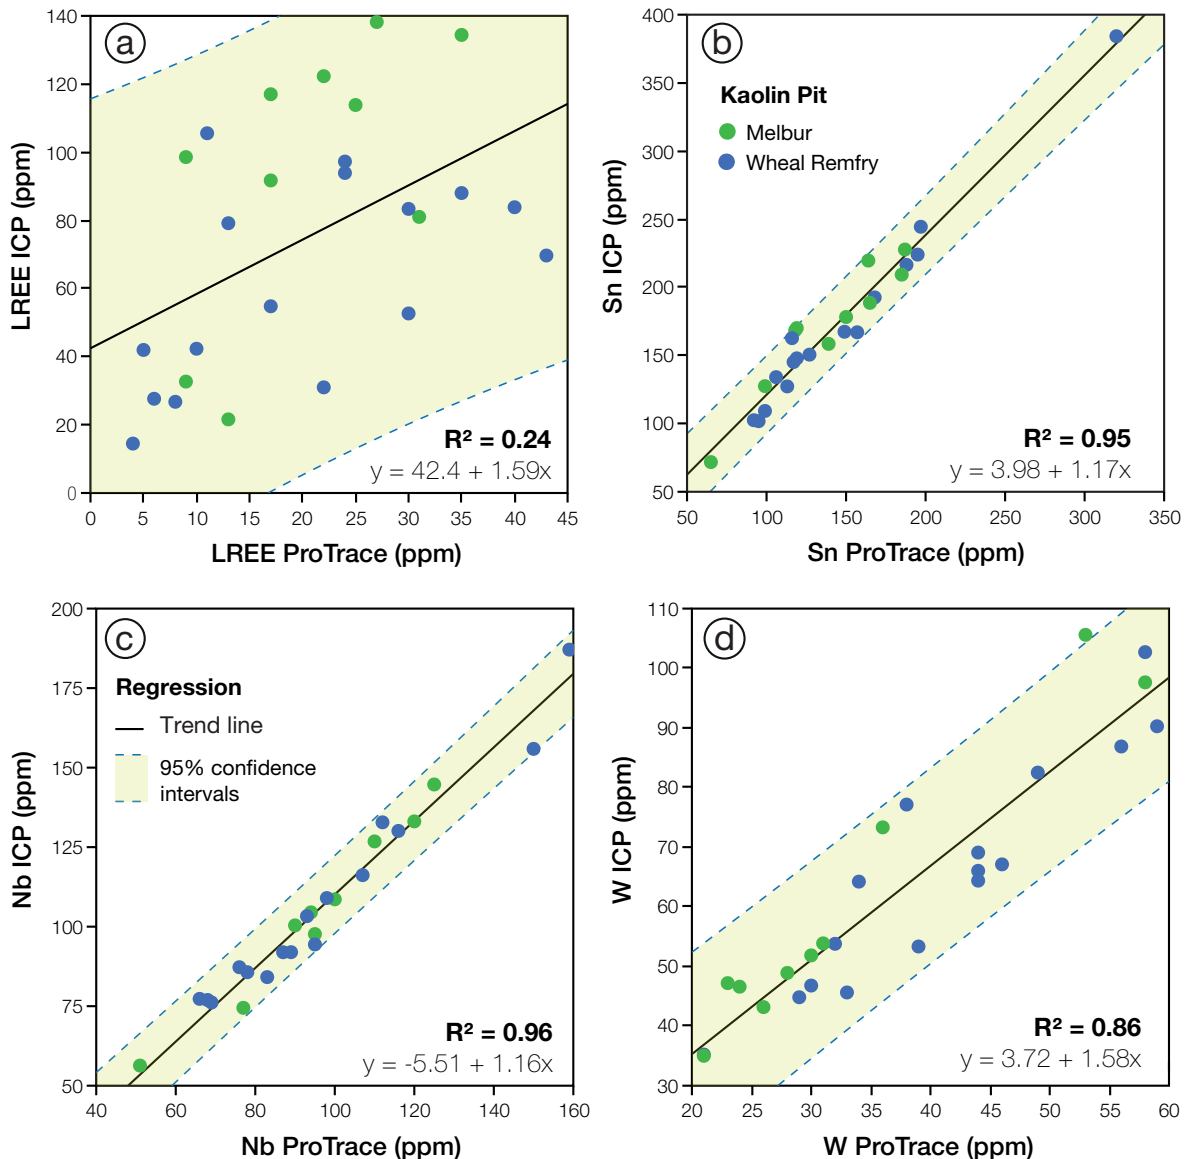 a
140
120
100
80
60
40
20
0
LREE ICP (ppm)
R² = 0.24
y = 42.4 + 1.59x
0 5 10 15 20 25 30 35 40 45
LREE ProTrace (ppm)
b
400
350
300
250
200
150
100
50
Sn ICP (ppm)
Kaolin Pit
Melbur
Wheal Remfry
R² = 0.95
y = 3.98 + 1.17x
50 100 150 200 250 300 350
Sn ProTrace (ppm)
c
200
175
150
125
100
75
50
Nb ICP (ppm)
Regression
Trend line
95% confidence
intervals
R² = 0.96
y = -5.51 + 1.16x
40 60 80 100 120 140 160
Nb ProTrace (ppm)
d
110
100
90
80
70
60
50
40
30
W ICP (ppm)
R² = 0.86
y = 3.72 + 1.58x
20 25 30 35 40 45 50 55 60
W ProTrace (ppm)